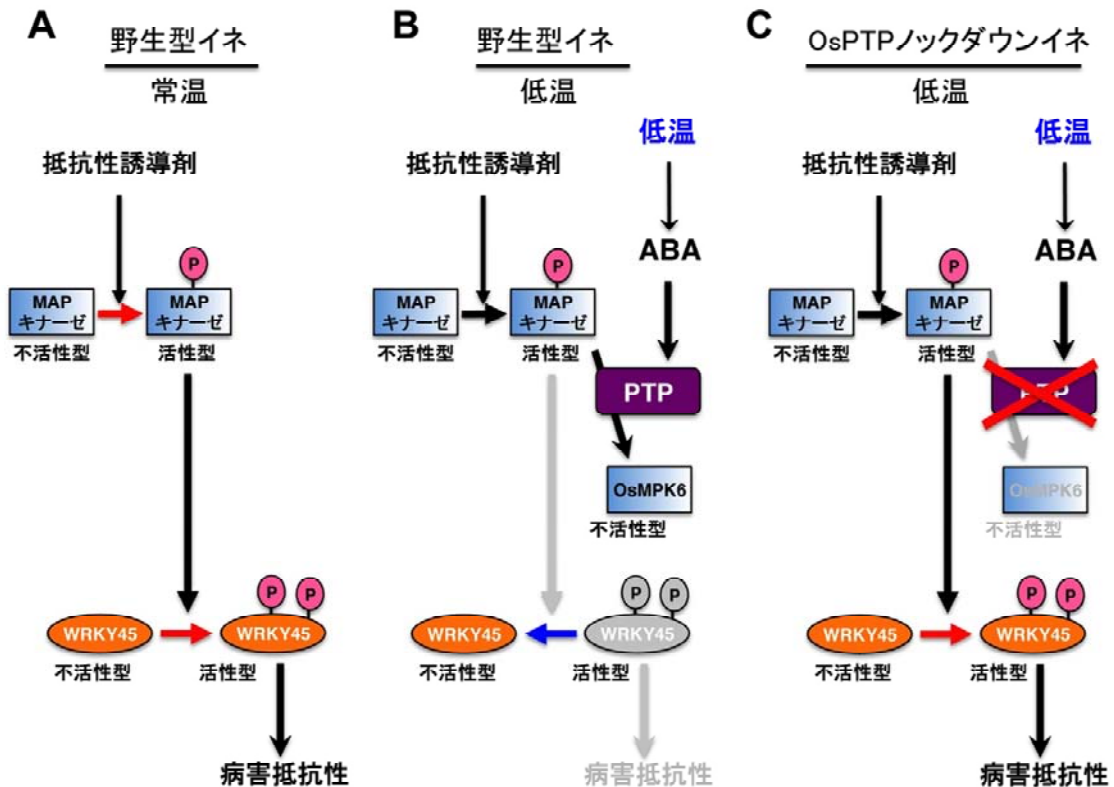 A
野生型イネ
常温
抵抗性誘導剤
P
MAP
キナーゼ
MAP
キナーゼ
不活性型
活性型
P
P
WRKY45
WRKY45
不活性型
活性型
病害抵抗性
B
野生型イネ
低温
低温
抵抗性誘導剤
ABA
P
MAP
キナーゼ
MAP
キナーゼ
不活性型
活性型
PTP
OsMPK6
不活性型
P
P
WRKY45
WRKY45
不活性型
活性型
病害抵抗性
C
OsPTPノックダウンイネ
低温
低温
抵抗性誘導剤
ABA
P
MAP
キナーゼ
MAP
キナーゼ
不活性型
活性型
PTP
OsMPK6
不活性型
P
P
WRKY45
WRKY45
不活性型
活性型
病害抵抗性